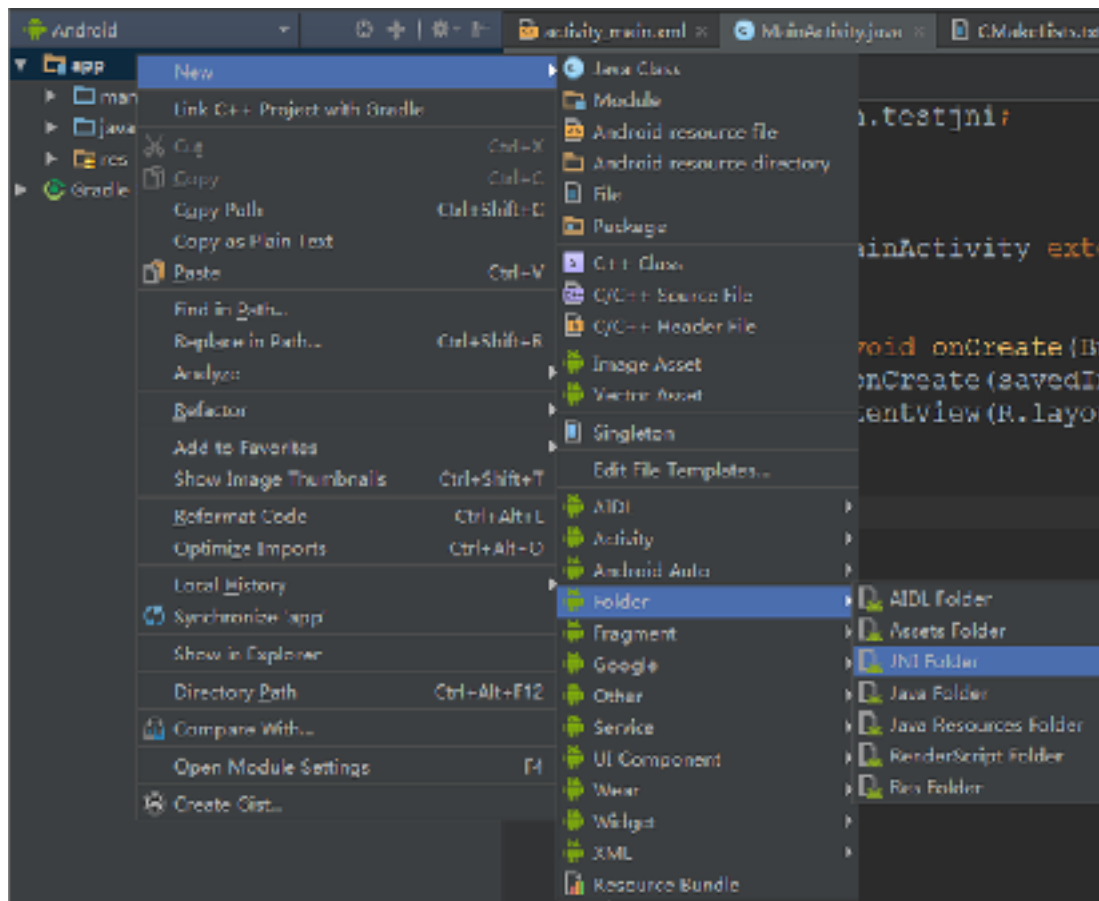 Android
activity_main.xml
MainActivity.java
CMakeLists.txt
app
man
java
res
Gradle
New
Link C++ Project with Gradle
Cut Ctrl+X
Copy Ctrl+C
Copy Path Ctrl+Shift+C
Copy as Plain Text
Paste Ctrl+V
Find in Path...
Replace in Path... Ctrl+Shift+R
Analyze
Refactor
Add to Favorites
Show Image Thumbnails Ctrl+Shift+T
Reformat Code Ctrl+Alt+L
Optimize Imports Ctrl+Alt+O
Local History
Synchronize 'app'
Show in Explorer
Directory Path Ctrl+Alt+F12
Compare With...
Open Module Settings F4
Create Gist...
Java Class
Module
Android resource file
Android resource directory
File
Package
C++ Class
C/C++ Source File
C/C++ Header File
Image Asset
Vector Asset
Singleton
Edit File Templates...
AIDL
Activity
Android Auto
Folder
Fragment
Google
Other
Service
UI Component
Wear
Widget
XML
Resource Bundle
AIDL Folder
Assets Folder
JNI Folder
Java Folder
Java Resources Folder
RenderScript Folder
Res Folder
.testjni;
ainActivity exte
void onCreate(B
onCreate(savedI
tentView(R.layo